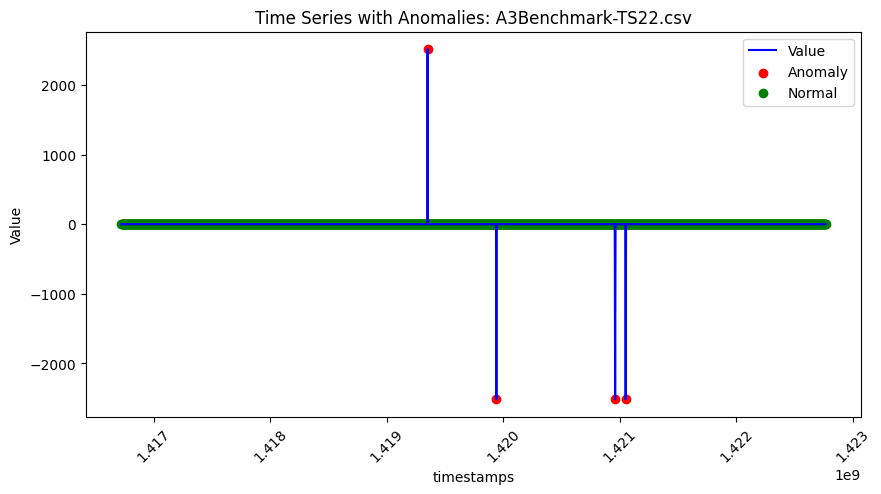 Time Series with Anomalies: A3Benchmark-TS22.csv
Value
Anomaly
Normal
2000
1000
0
−1000
−2000
Value
1.417
1.418
1.419
1.420
1.421
1.422
1.423
1e9
timestamps